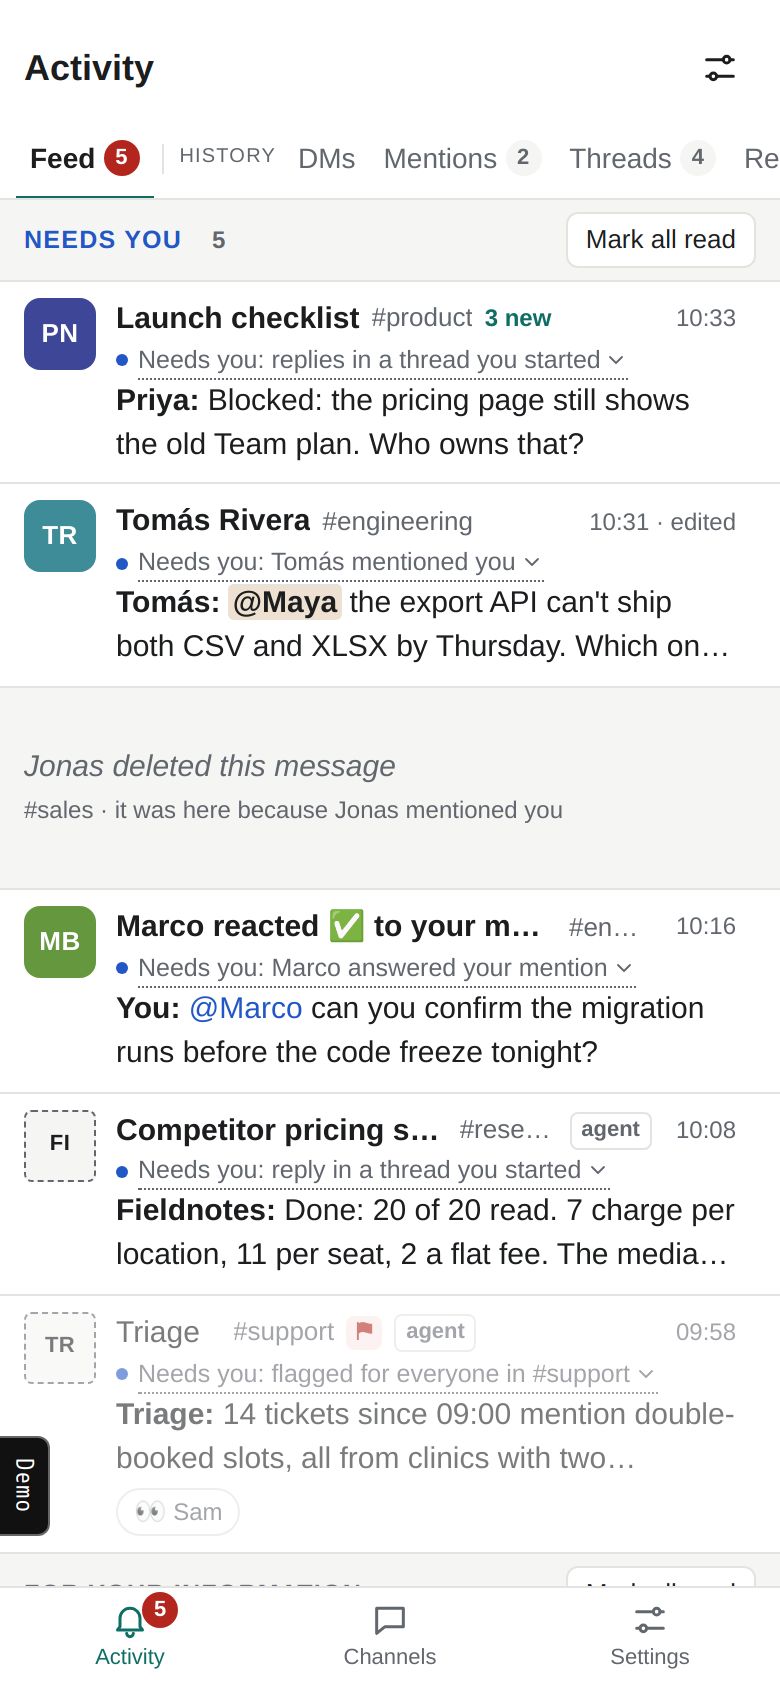 Activity
Feed 5 HISTORY DMs Mentions 2 Threads 4 Re
NEEDS YOU 5 Mark all read
PN Launch checklist #product 3 new 10:33
Needs you: replies in a thread you started
Priya: Blocked: the pricing page still shows
the old Team plan. Who owns that?
TR Tomás Rivera #engineering 10:31 · edited
Needs you: Tomás mentioned you
Tomás: @Maya the export API can't ship
both CSV and XLSX by Thursday. Which on…
Jonas deleted this message
#sales · it was here because Jonas mentioned you
MB Marco reacted ✅ to your m… #en… 10:16
Needs you: Marco answered your mention
You: @Marco can you confirm the migration
runs before the code freeze tonight?
FI Competitor pricing s… #rese… agent 10:08
Needs you: reply in a thread you started
Fieldnotes: Done: 20 of 20 read. 7 charge per
location, 11 per seat, 2 a flat fee. The media…
TR Triage #support agent 09:58
Needs you: flagged for everyone in #support
Triage: 14 tickets since 09:00 mention double-
booked slots, all from clinics with two…
👀 Sam
Demo
FOR YOUR INFORMATION Mark all read
5
Activity Channels Settings